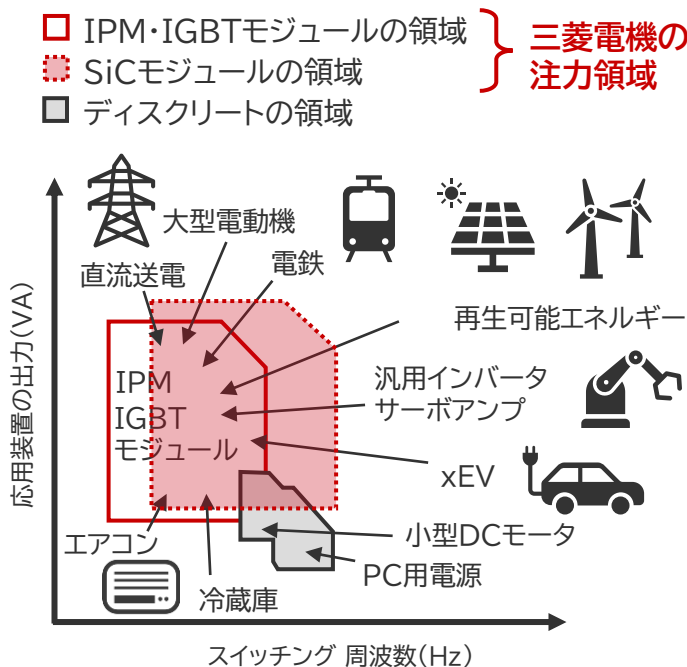 IPM・IGBTモジュールの領域
SiCモジュールの領域
ディスクリートの領域
三菱電機の
注力領域
応用装置の出力(VA)
大型電動機
直流送電
電鉄
再生可能エネルギー
IPM
IGBT
モジュール
汎用インバータ
サーボアンプ
xEV
エアコン
冷蔵庫
小型DCモータ
PC用電源
スイッチング 周波数(Hz)